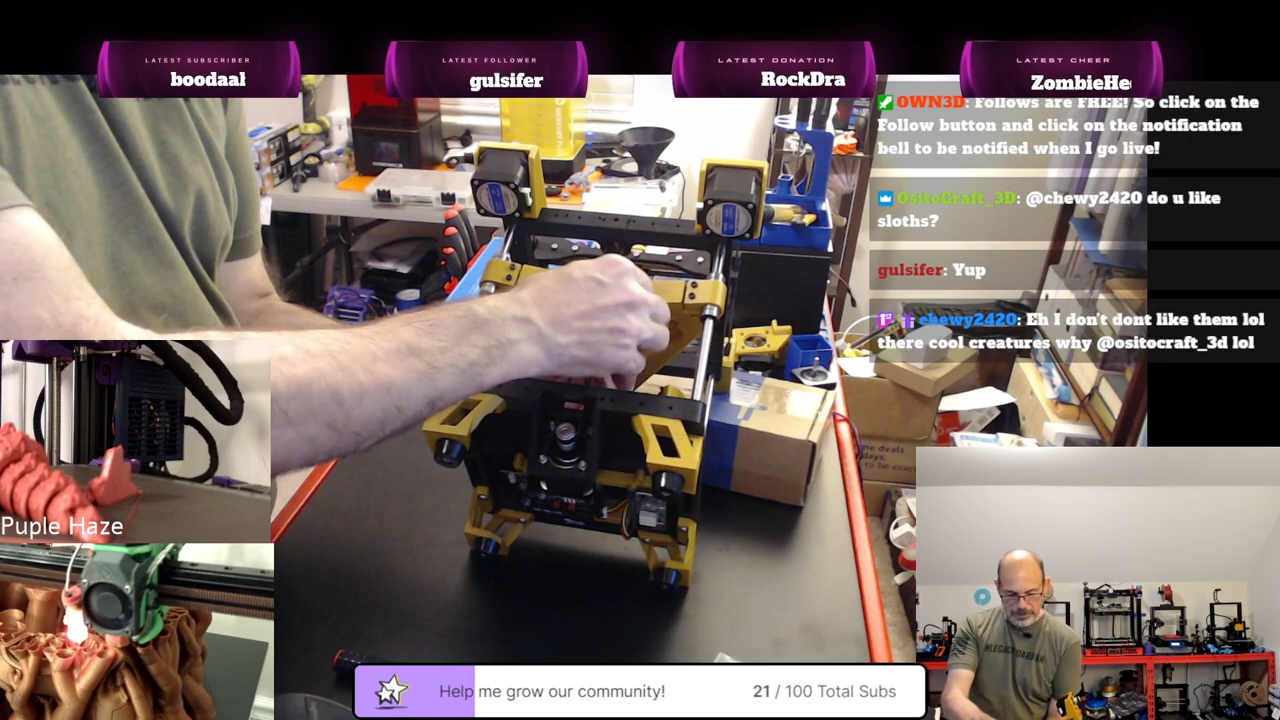 LATEST SUBSCRIBER
boodaal
LATEST FOLLOWER
gulsifer
LATEST DONATION
RockDra
LATEST CHEER
ZombieHe
OWN3D: Follows are FREE! So click on the
Follow button and click on the notification
bell to be notified when I go live!
OsitoCraft_3D: @chewy2420 do u like
sloths?
gulsifer: Yup
1ST chewy2420: Eh I don't dont like them lol
there cool creatures why @ositocraft_3d lol
Puple Haze
Help me grow our community!
21 / 100 Total Subs